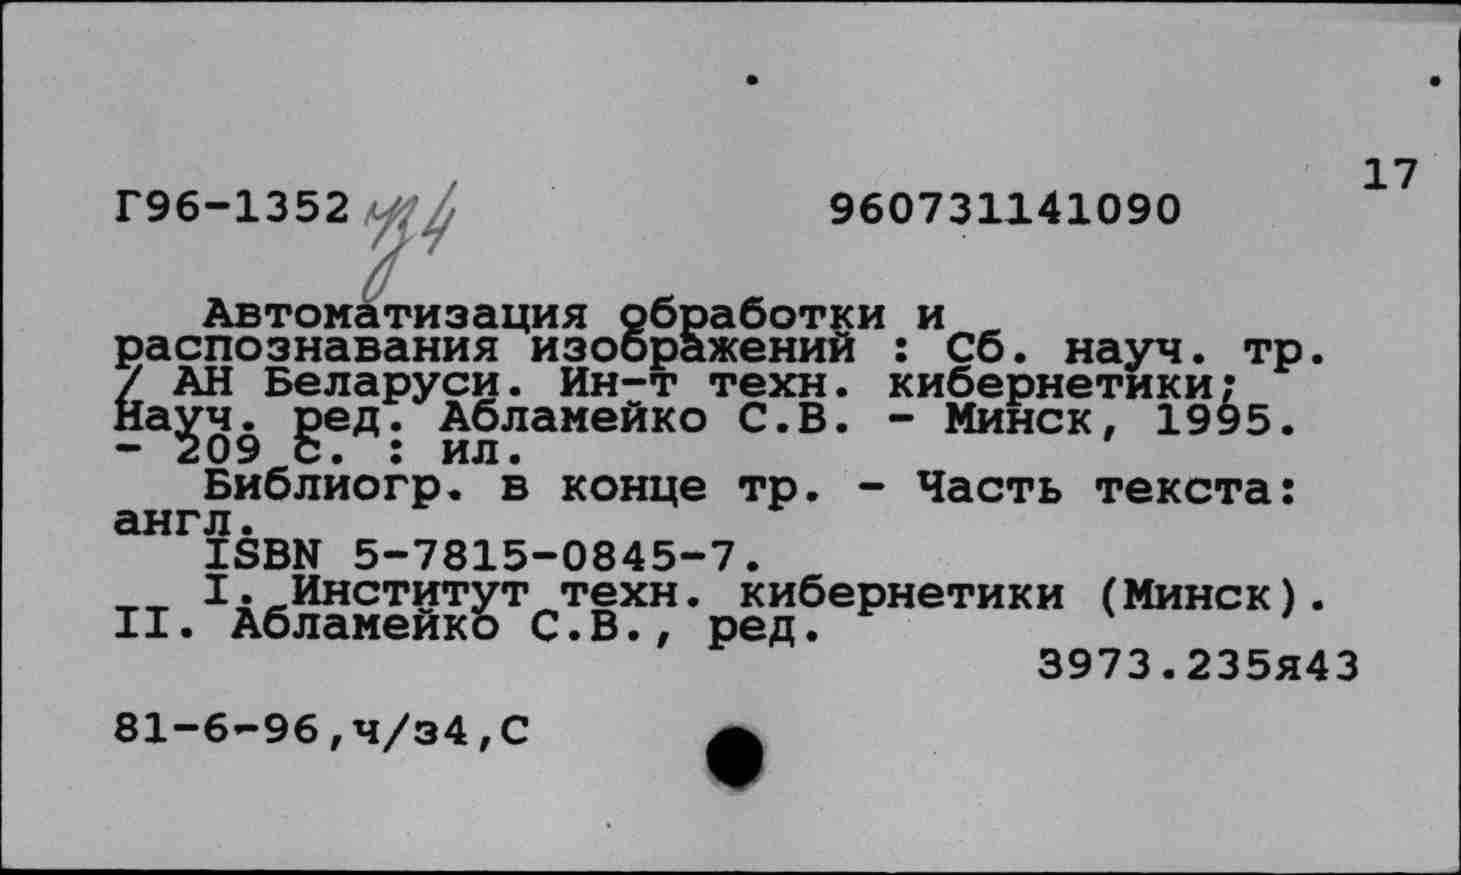 17
Г96-1352 960731141090
Автоматизация обработки и
распознавания изображений : Сб. науч. тр.
/ АН Беларуси. Ин-т техн. кибернетики;
Науч. ред. Абламейко С.В. - Минск, 1995.
- 209 с. : ил.
Библиогр. в конце тр. - Часть текста:
англ.
ISBN 5-7815-0845-7.
I. Институт техн. кибернетики (Минск).
II. Абламейко С.В., ред.
З973.235я43
81-6-96,ч/з4,С